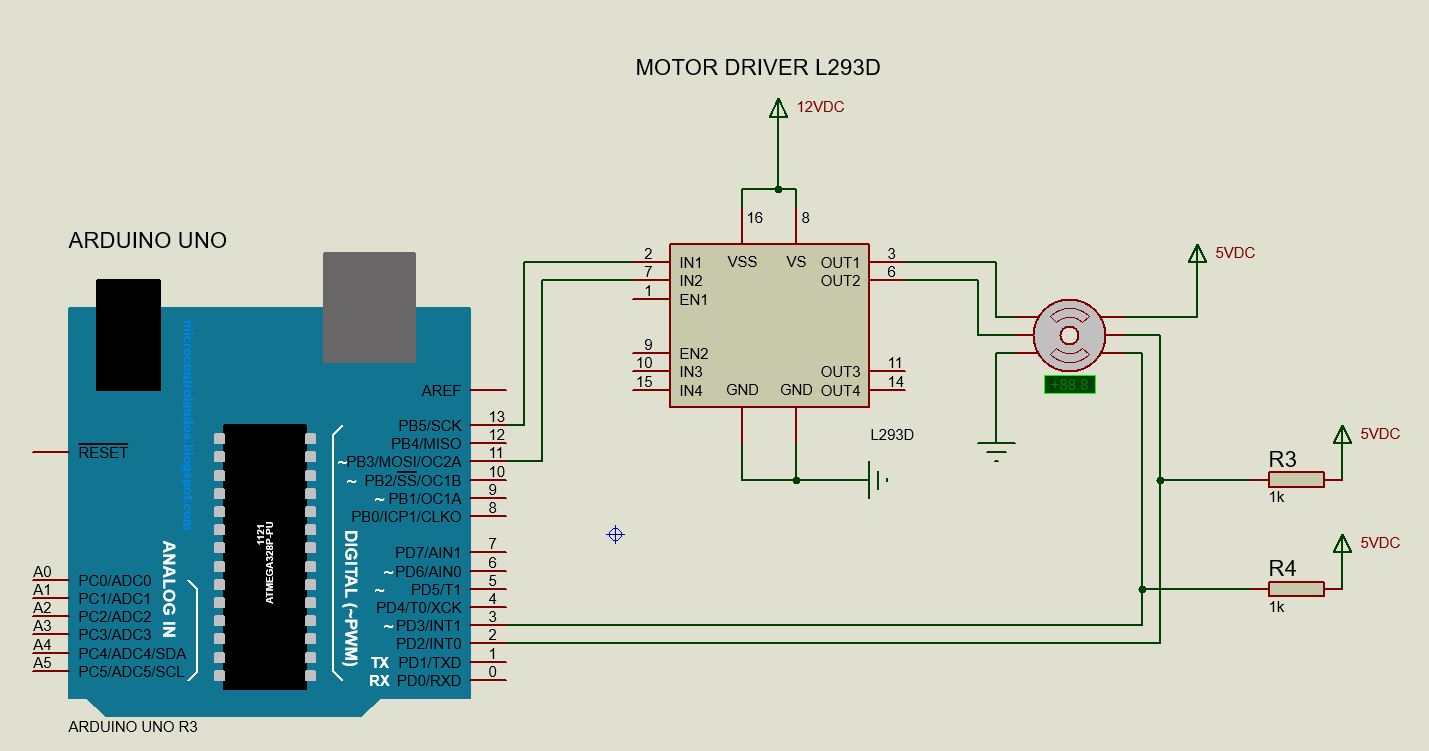 MOTOR DRIVER L293D
12VDC
16
8
ARDUINO UNO
2
7
1
9
10
15
IN1
IN2
EN1
EN2
IN3
IN4
VSS
VS
OUT1
OUT2
OUT3
OUT4
GND
GND
3
6
11
14
L293D
5VDC
+88.8
5VDC
R3
1k
5VDC
R4
1k
microcontrolandos.blogspot.com
RESET
AREF
PB5/SCK
13
PB4/MISO
12
~PB3/MOSI/OC2A
11
~ PB2/SS/OC1B
10
~ PB1/OC1A
9
PB0/ICP1/CLKO
8
PD7/AIN1
7
~PD6/AIN0
6
~ PD5/T1
5
PD4/T0/XCK
4
~PD3/INT1
3
PD2/INT0
2
TX PD1/TXD
1
RX PD0/RXD
0
1121
ATMEGA328P-PU
DIGITAL (~PWM)
ANALOG IN
A0
PC0/ADC0
A1
PC1/ADC1
A2
PC2/ADC2
A3
PC3/ADC3
A4
PC4/ADC4/SDA
A5
PC5/ADC5/SCL
ARDUINO UNO R3